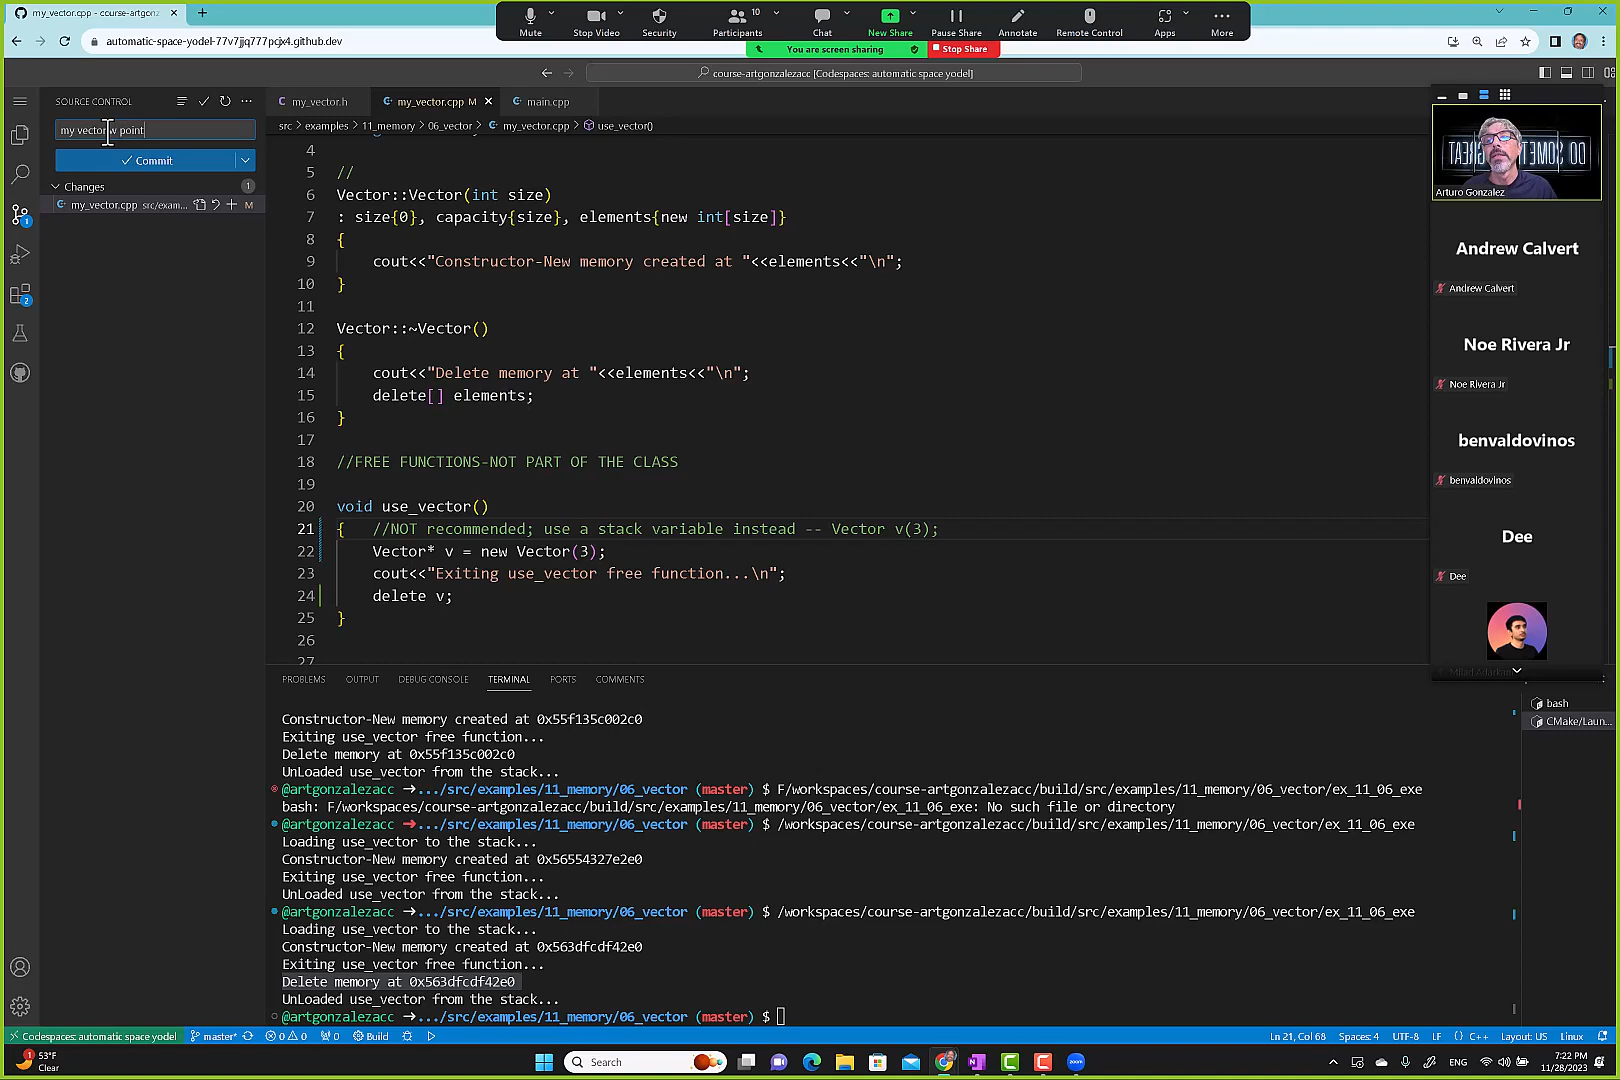 my_vector.cpp - course-artgonz
automatic-space-yodel-77v7jjq777pcjx4.github.dev
Mute
Stop Video
Security
Participants
10
Chat
New Share
Pause Share
Annotate
Remote Control
Apps
More
You are screen sharing
Stop Share
course-artgonzalezacc [Codespaces: automatic space yodel]
SOURCE CONTROL
my_vector.h
my_vector.cpp M
main.cpp
src > examples > 11_memory > 06_vector > my_vector.cpp > use_vector()
my vector w point
Commit
Changes
1
my_vector.cpp src/exam... M
4
5 //
6 Vector::Vector(int size)
7 : size{0}, capacity{size}, elements{new int[size]}
8 {
9 cout<<"Constructor-New memory created at "<<elements<<"\n";
10 }
11
12 Vector::~Vector()
13 {
14 cout<<"Delete memory at "<<elements<<"\n";
15 delete[] elements;
16 }
17
18 //FREE FUNCTIONS-NOT PART OF THE CLASS
19
20 void use_vector()
21 { //NOT recommended; use a stack variable instead -- Vector v(3);
22 Vector* v = new Vector(3);
23 cout<<"Exiting use_vector free function...\n";
24 delete v;
25 }
26
27
DO SOMETHING GREAT
Arturo Gonzalez
Andrew Calvert
Andrew Calvert
Noe Rivera Jr
Noe Rivera Jr
benvaldovinos
benvaldovinos
Dee
Dee
PROBLEMS
OUTPUT
DEBUG CONSOLE
TERMINAL
PORTS
COMMENTS
bash
CMake/Laun...
Constructor-New memory created at 0x55f135c002c0
Exiting use_vector free function...
Delete memory at 0x55f135c002c0
UnLoaded use_vector from the stack...
@artgonzalezacc ➜.../src/examples/11_memory/06_vector (master) $ F/workspaces/course-artgonzalezacc/build/src/examples/11_memory/06_vector/ex_11_06_exe
bash: F/workspaces/course-artgonzalezacc/build/src/examples/11_memory/06_vector/ex_11_06_exe: No such file or directory
@artgonzalezacc ➜.../src/examples/11_memory/06_vector (master) $ /workspaces/course-artgonzalezacc/build/src/examples/11_memory/06_vector/ex_11_06_exe
Loading use_vector to the stack...
Constructor-New memory created at 0x56554327e2e0
Exiting use_vector free function...
UnLoaded use_vector from the stack...
@artgonzalezacc ➜.../src/examples/11_memory/06_vector (master) $ /workspaces/course-artgonzalezacc/build/src/examples/11_memory/06_vector/ex_11_06_exe
Loading use_vector to the stack...
Constructor-New memory created at 0x563dfcdf42e0
Exiting use_vector free function...
Delete memory at 0x563dfcdf42e0
UnLoaded use_vector from the stack...
@artgonzalezacc ➜.../src/examples/11_memory/06_vector (master) $
Codespaces: automatic space yodel
master*
0 0
0
Build
Ln 21, Col 68
Spaces: 4
UTF-8
LF
{} C++
Layout: US
Linux
53°F
Clear
Search
ENG
7:22 PM
11/28/2023